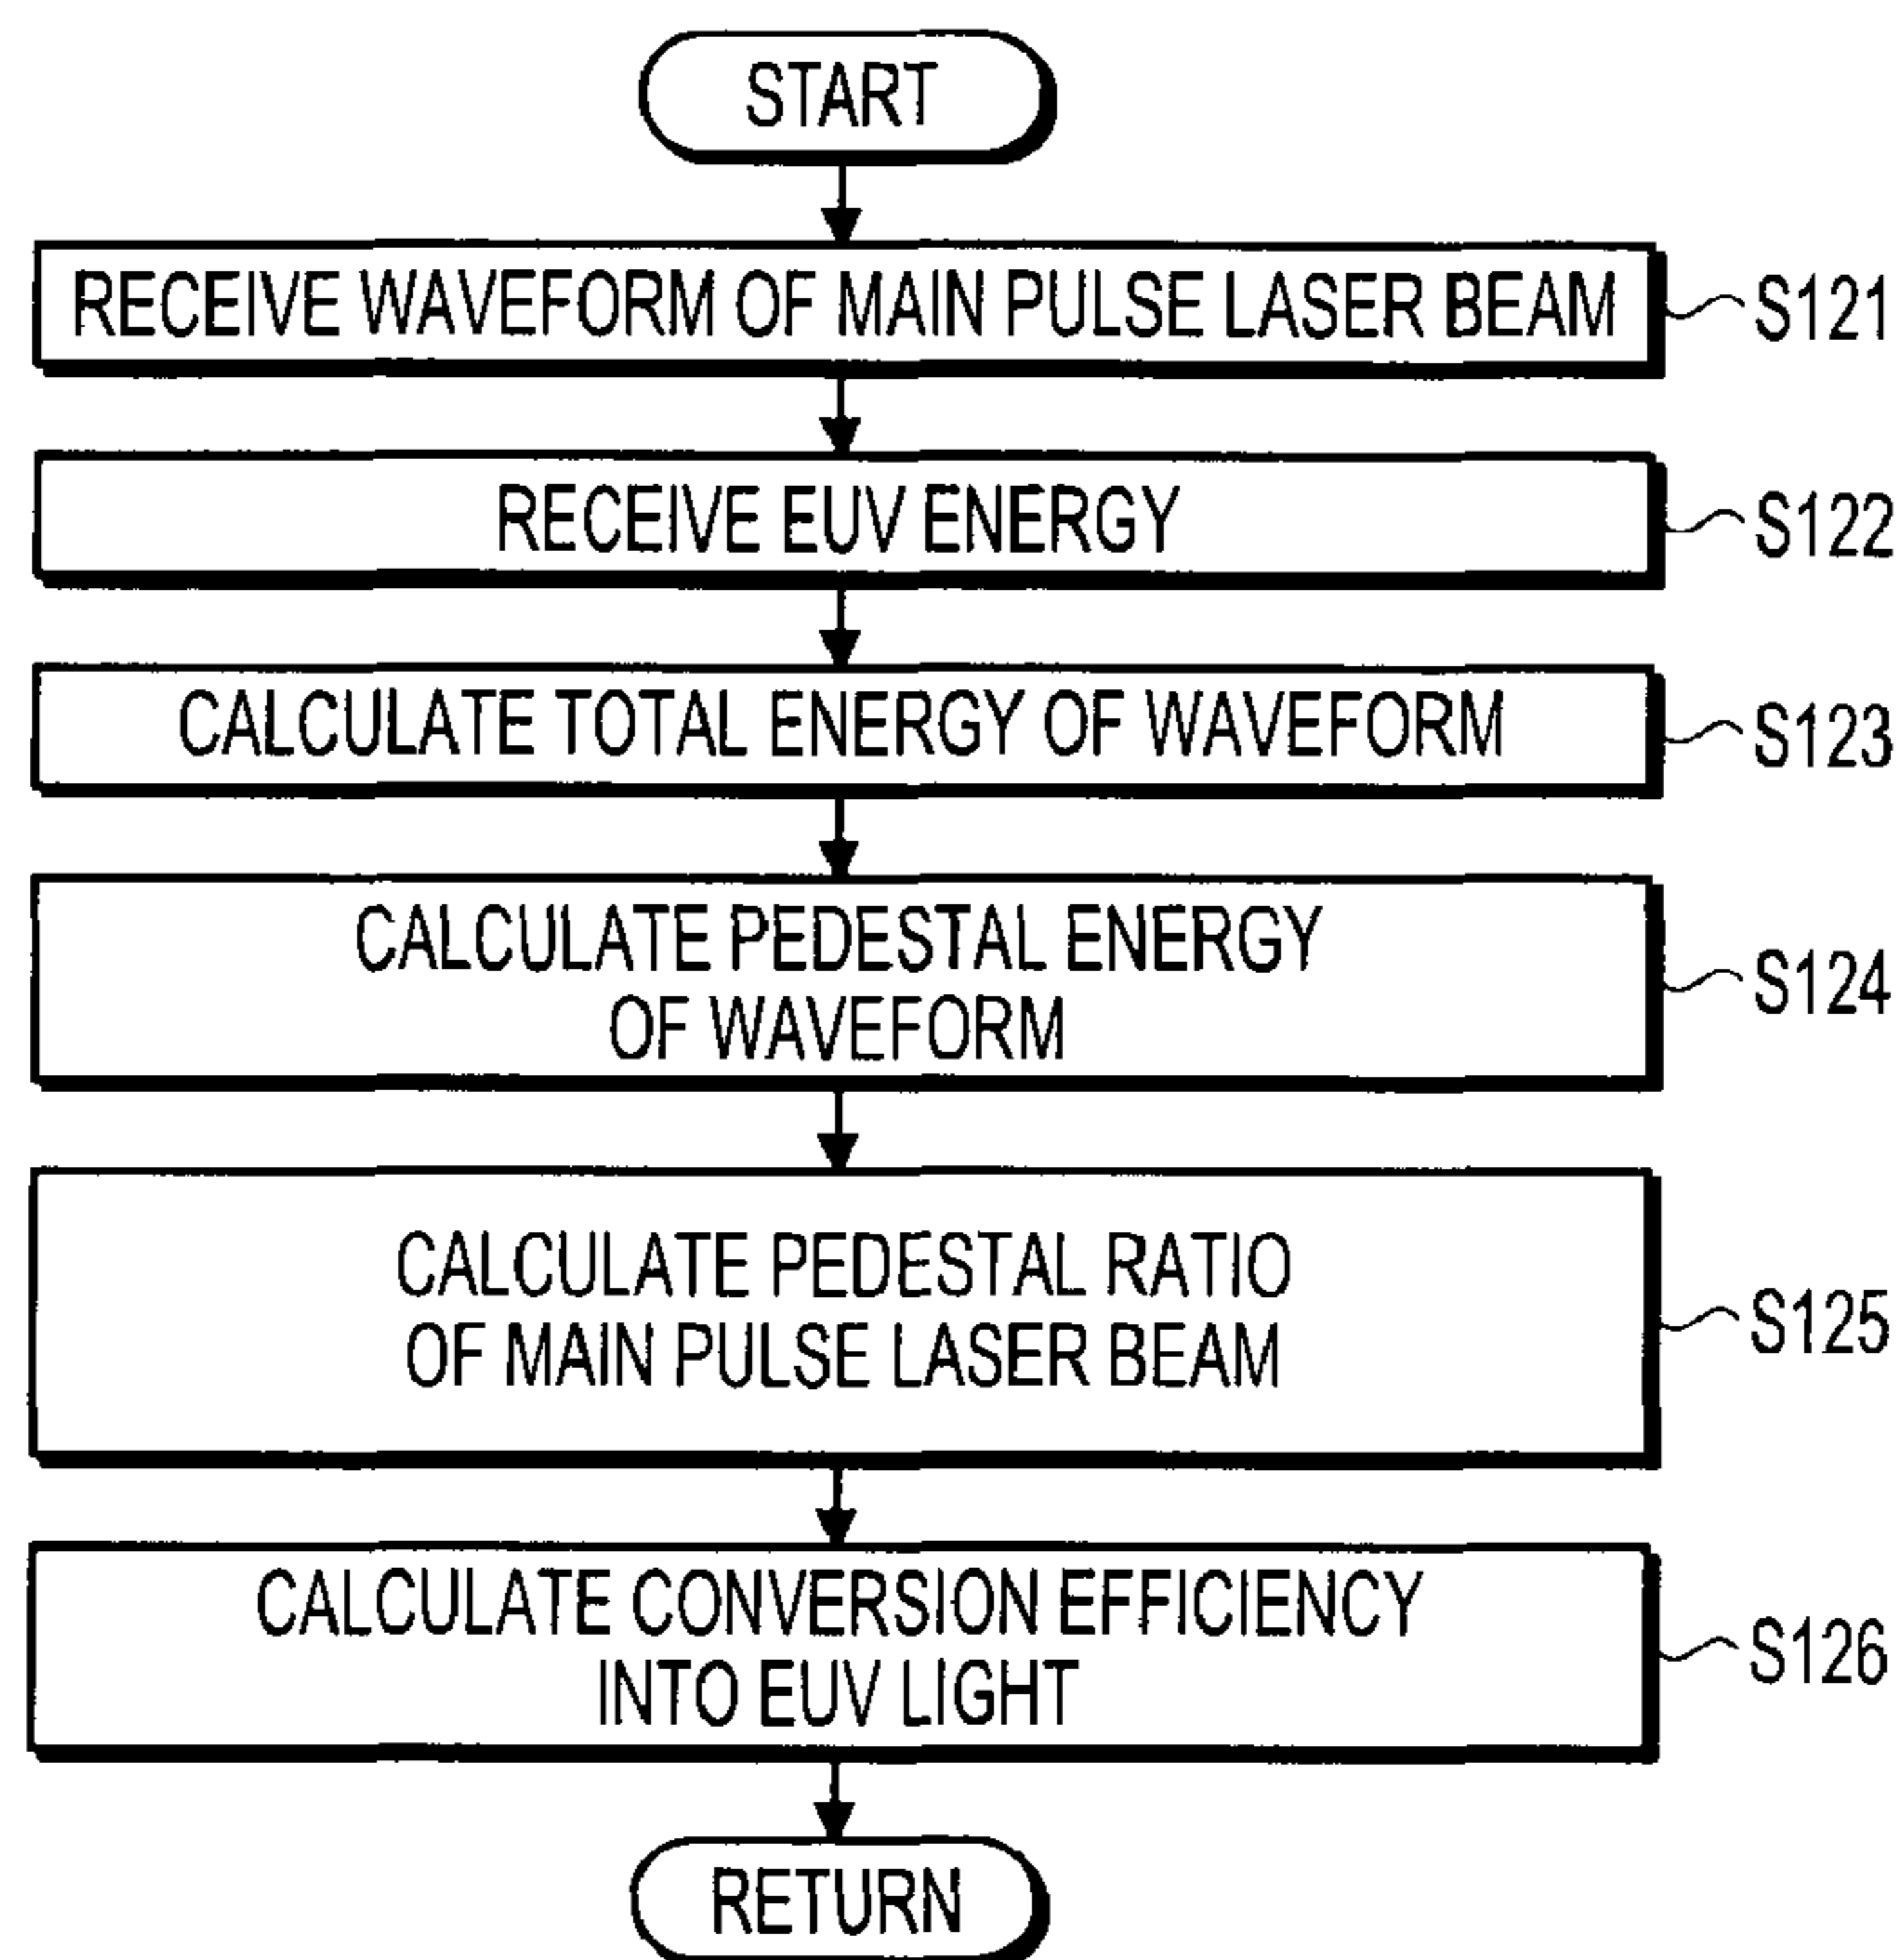 START
RECEIVE WAVEFORM OF MAIN PULSE LASER BEAM
S121
RECEIVE EUV ENERGY
S122
CALCULATE TOTAL ENERGY OF WAVEFORM
S123
CALCULATE PEDESTAL ENERGY
OF WAVEFORM
S124
CALCULATE PEDESTAL RATIO
OF MAIN PULSE LASER BEAM
S125
CALCULATE CONVERSION EFFICIENCY
INTO EUV LIGHT
S126
RETURN